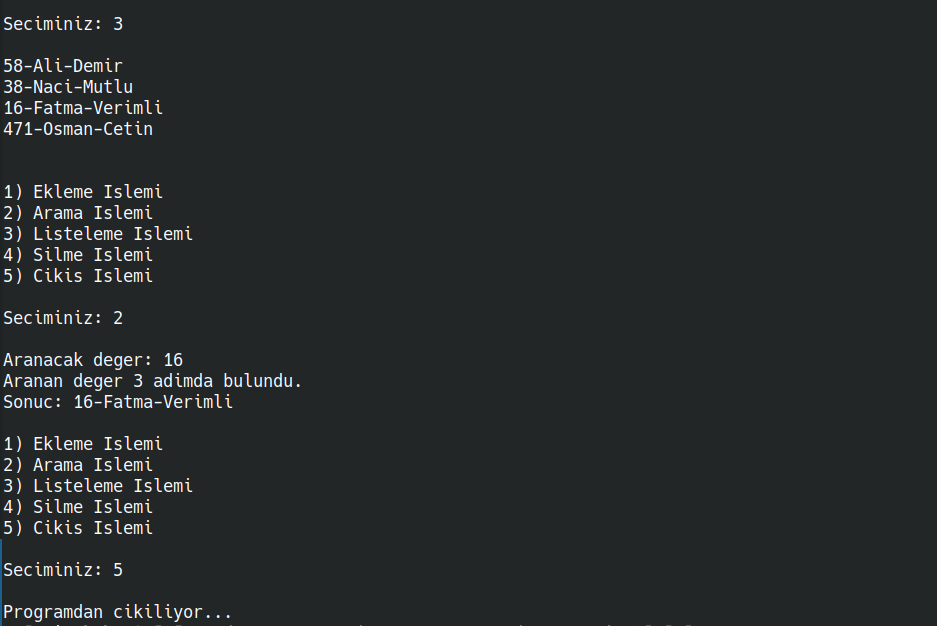 Seciminiz: 3
58-Ali-Demir
38-Naci-Mutlu
16-Fatma-Verimli
471-Osman-Cetin
1) Ekleme Islemi
2) Arama Islemi
3) Listeleme Islemi
4) Silme Islemi
5) Cikis Islemi
Seciminiz: 2
Aranacak deger: 16
Aranan deger 3 adimda bulundu.
Sonuc: 16-Fatma-Verimli
1) Ekleme Islemi
2) Arama Islemi
3) Listeleme Islemi
4) Silme Islemi
5) Cikis Islemi
Seciminiz: 5
Programdan cikiliyor...